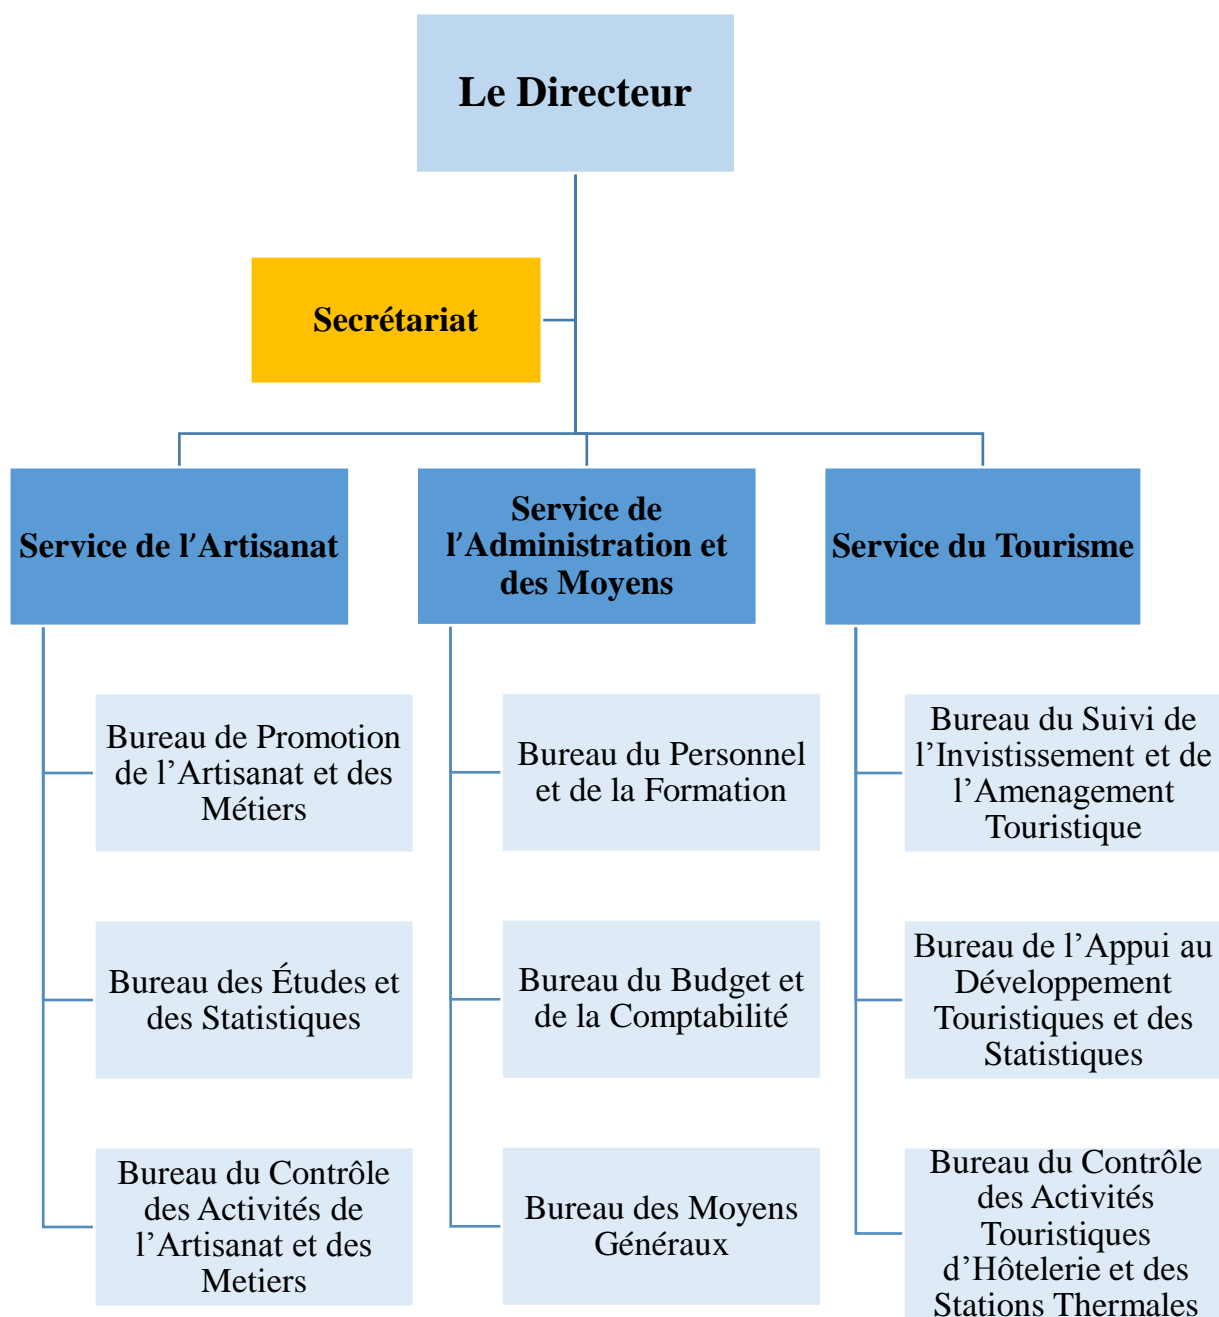 Le Directeur
Secrétariat
Service de l'Artisanat
Service de
l'Administration et
des Moyens
Service du Tourisme
Bureau de Promotion
de l'Artisanat et des
Métiers
Bureau du Personnel
et de la Formation
Bureau du Suivi de
l'Invistissement et de
l'Amenagement
Touristique
Bureau des Études et
des Statistiques
Bureau du Budget et
de la Comptabilité
Bureau de l'Appui au
Développement
Touristiques et des
Statistiques
Bureau du Contrôle
des Activités de
l'Artisanat et des
Metiers
Bureau des Moyens
Généraux
Bureau du Contrôle
des Activités
Touristiques
d'Hôtelerie et des
Stations Thermales